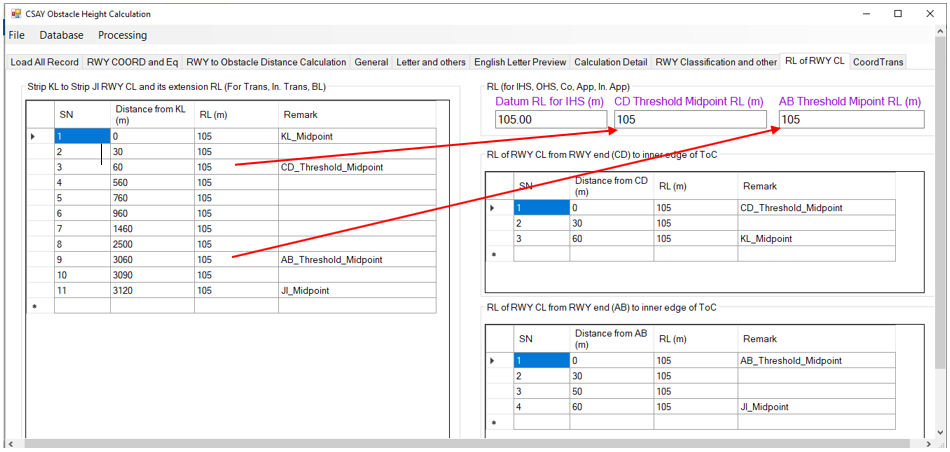 CSAY Obstacle Height Calculation
File Database Processing
Load All Record RWY COORD and Eq RWY to Obstacle Distance Calculation General Letter and others English Letter Preview Calculation Detail RWY Classification and other RL of RWY CL CoordTrans
Strip KL to Strip JI RWY CL and its extension RL (For Trans, In. Trans, BL)
SN Distance from KL (m) RL (m) Remark
1 0 105 KL_Midpoint
2 30 105
3 60 105 CD_Threshold_Midpoint
4 560 105
5 760 105
6 960 105
7 1460 105
8 2500 105
9 3060 105 AB_Threshold_Midpoint
10 3090 105
11 3120 105 JI_Midpoint
RL (for IHS, OHS, Co, App, In. App)
Datum RL for IHS (m) CD Threshold Midpoint RL (m) AB Threshold Mipoint RL (m)
105.00 105 105
RL of RWY CL from RWY end (CD) to inner edge of ToC
SN Distance from CD (m) RL (m) Remark
1 0 105 CD_Threshold_Midpoint
2 30 105
3 60 105 KL_Midpoint
RL of RWY CL from RWY end (AB) to inner edge of ToC
SN Distance from AB (m) RL (m) Remark
1 0 105 AB_Threshold_Midpoint
2 30 105
3 50 105
4 60 105 JI_Midpoint